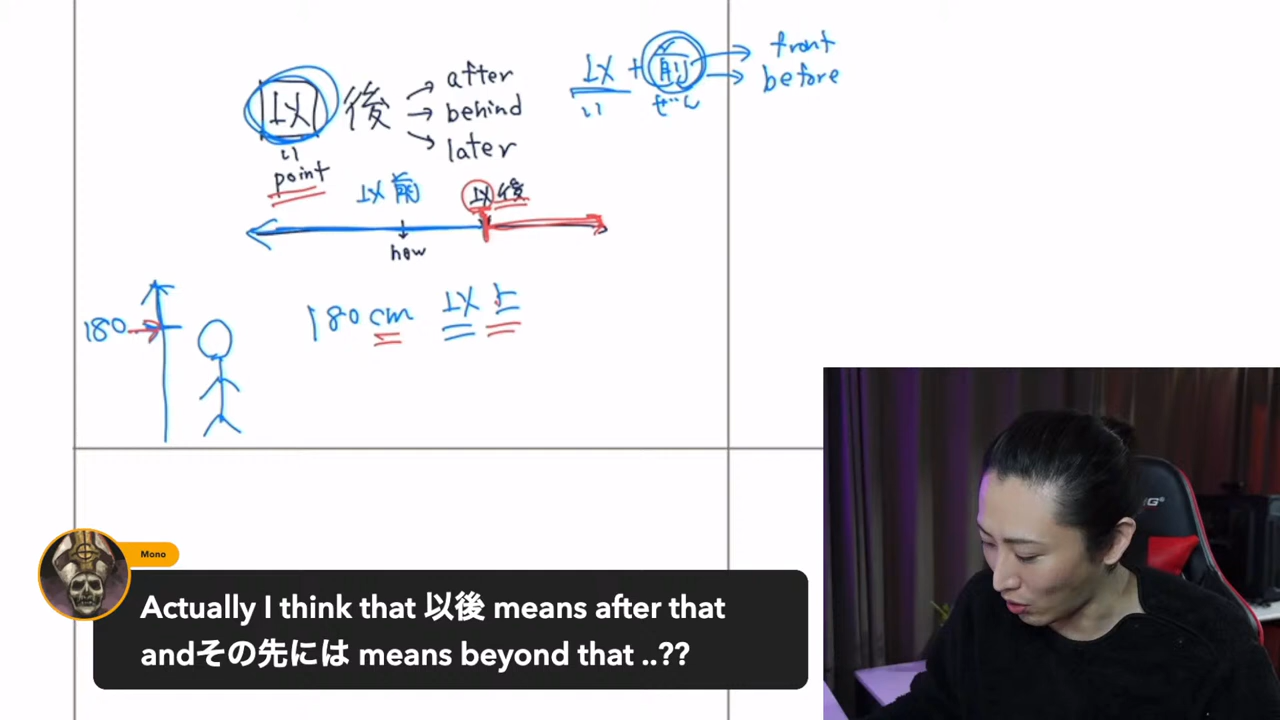 以後
after
behind
later
い
point
以 + 前
い ぜん
front
before
以前
以後
now
180
180 cm 以上
Mono
Actually I think that 以後 means after that
andその先には means beyond that ..??